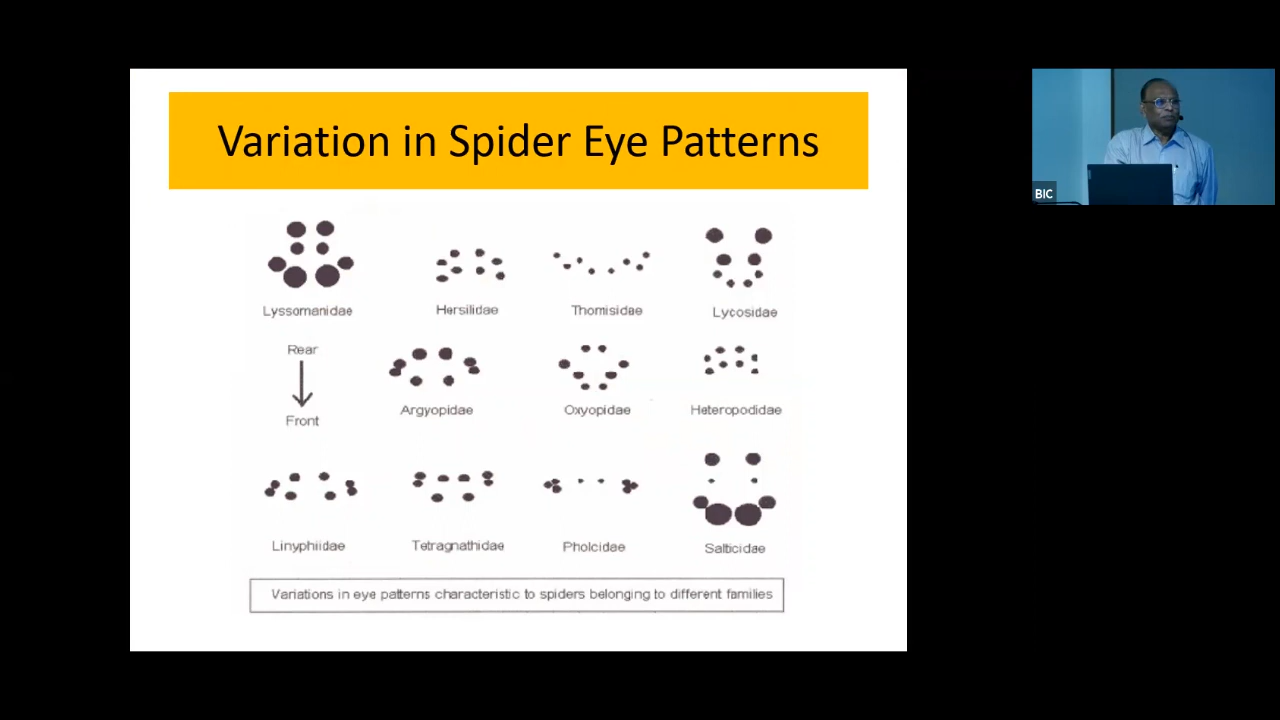 Variation in Spider Eye Patterns
BIC
Lyssomanidae
Hersilidae
Thomisidae
Lycosidae
Rear
Front
Argyopidae
Oxyopidae
Heteropodidae
Linyphiidae
Tetragnathidae
Pholcidae
Salticidae
Variations in eye patterns characteristic to spiders belonging to different families